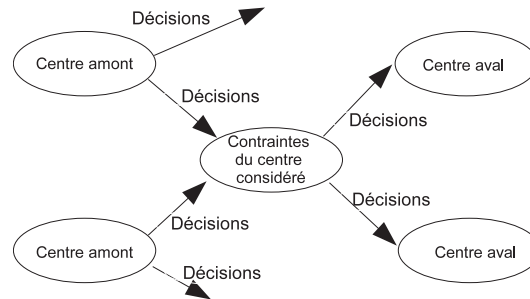 Décisions
Centre amont
Centre aval
Décisions
Décisions
Contraintes
du centre
considéré
Décisions
Décisions
Centre amont
Centre aval
Décisions